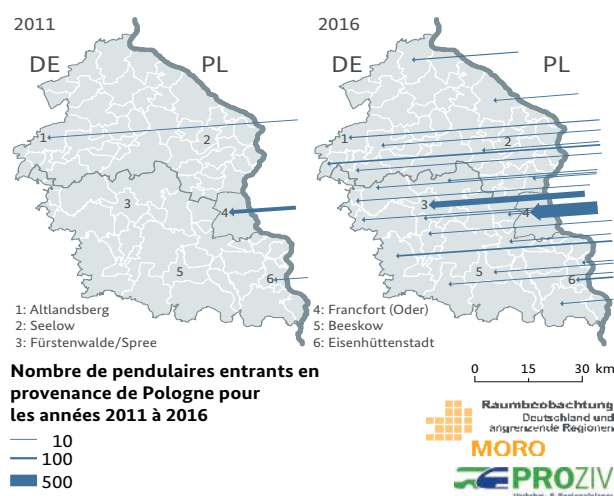 2011
DE
PL
1
2
3
4
5
6
2016
DE
PL
1
2
3
4
5
6
1: Altlandsberg
2: Seelow
3: Fürstenwalde/Spree
4: Francfort (Oder)
5: Beeskow
6: Eisenhüttenstadt
Nombre de pendulaires entrants en
provenance de Pologne pour
les années 2011 à 2016
10
100
500
0 15 30 km
Raumbeobachtung
Deutschland und
angrenzende Regionen
MORO
PROZIV
Verkehrs- & Regionalplaner